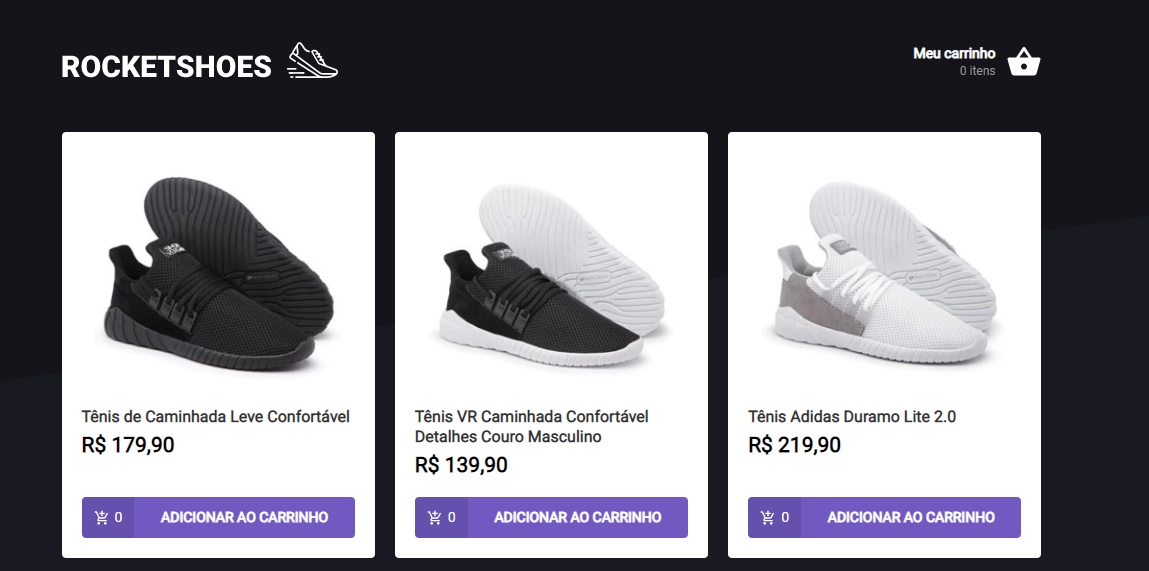 ROCKETSHOES
Meu carrinho
0 itens
Tênis de Caminhada Leve Confortável
R$ 179,90
0 ADICIONAR AO CARRINHO
Tênis VR Caminhada Confortável
Detalhes Couro Masculino
R$ 139,90
0 ADICIONAR AO CARRINHO
Tênis Adidas Duramo Lite 2.0
R$ 219,90
0 ADICIONAR AO CARRINHO